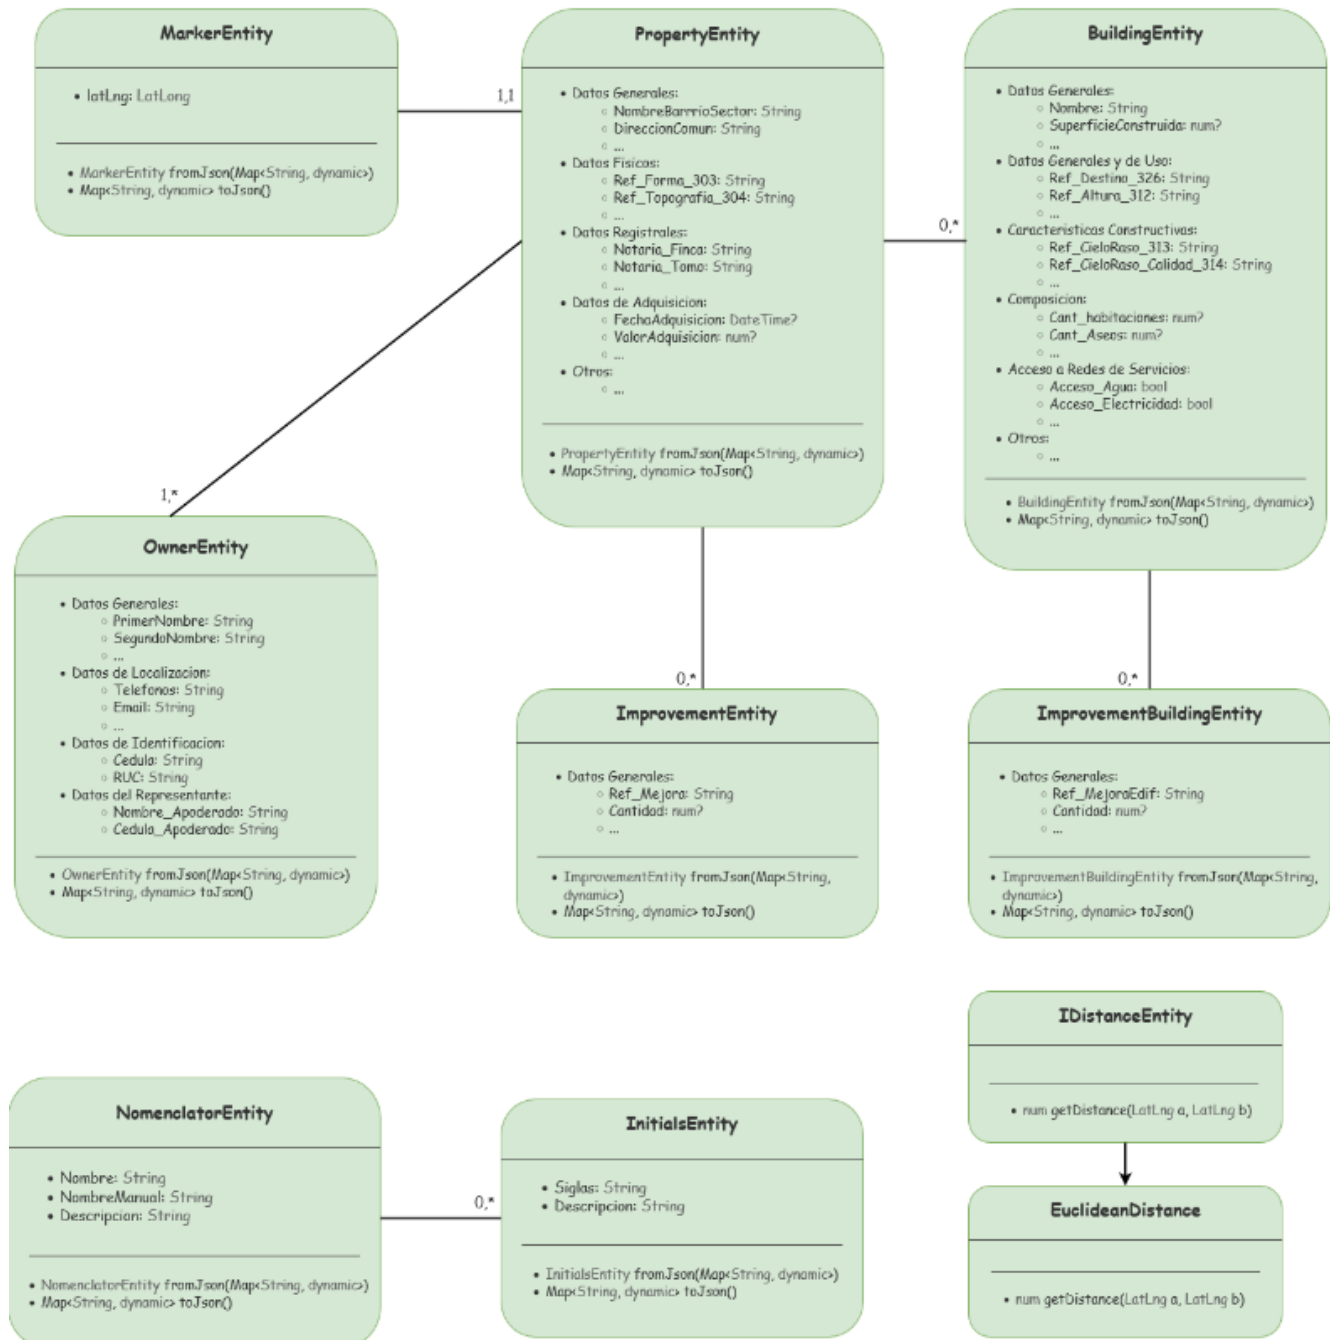 MarkerEntity
• latLng: LatLong
• MarkerEntity fromJson(Map<String, dynamic>)
• Map<String, dynamic> toJson()
1,1
PropertyEntity
• Datos Generales:
○ NombreBarrrioSector: String
○ DireccionComun: String
○ ...
• Datos Fisicos:
○ Ref_Forma_303: String
○ Ref_Topografia_304: String
○ ...
• Datos Registrales:
○ Notaria_Finca: String
○ Notaria_Tomo: String
○ ...
• Datos de Adquisicion:
○ FechaAdquisicion: DateTime?
○ ValorAdquisicion: num?
○ ...
• Otros:
○ ...
• PropertyEntity fromJson(Map<String, dynamic>)
• Map<String, dynamic> toJson()
0,*
BuildingEntity
• Datos Generales:
○ Nombre: String
○ SuperficieConstruida: num?
○ ...
• Datos Generales y de Uso:
○ Ref_Destino_326: String
○ Ref_Altura_312: String
○ ...
• Caracteristicas Constructivas:
○ Ref_CieloRaso_313: String
○ Ref_CieloRaso_Calidad_314: String
○ ...
• Composicion:
○ Cant_habitaciones: num?
○ Cant_Aseos: num?
○ ...
• Acceso a Redes de Servicios:
○ Acceso_Agua: bool
○ Acceso_Electricidad: bool
○ ...
• Otros:
○ ...
• BuildingEntity fromJson(Map<String, dynamic>)
• Map<String, dynamic> toJson()
1,*
OwnerEntity
• Datos Generales:
○ PrimerNombre: String
○ SegundoNombre: String
○ ...
• Datos de Localizacion:
○ Telefonos: String
○ Email: String
○ ...
• Datos de Identificacion:
○ Cedula: String
○ RUC: String
• Datos del Representante:
○ Nombre_Apoderado: String
○ Cedula_Apoderado: String
• OwnerEntity fromJson(Map<String, dynamic>)
• Map<String, dynamic> toJson()
0,*
ImprovementEntity
• Datos Generales:
○ Ref_Mejora: String
○ Cantidad: num?
○ ...
• ImprovementEntity fromJson(Map<String,
dynamic>)
• Map<String, dynamic> toJson()
0,*
ImprovementBuildingEntity
• Datos Generales:
○ Ref_MejoraEdif: String
○ Cantidad: num?
○ ...
• ImprovementBuildingEntity fromJson(Map<String,
dynamic>)
• Map<String, dynamic> toJson()
NomenclatorEntity
• Nombre: String
• NombreManual: String
• Descripcion: String
• NomenclatorEntity fromJson(Map<String, dynamic>)
• Map<String, dynamic> toJson()
0,*
InitialsEntity
• Siglas: String
• Descripcion: String
• InitialsEntity fromJson(Map<String, dynamic>)
• Map<String, dynamic> toJson()
IDistanceEntity
• num getDistance(LatLng a, LatLng b)
EuclideanDistance
• num getDistance(LatLng a, LatLng b)